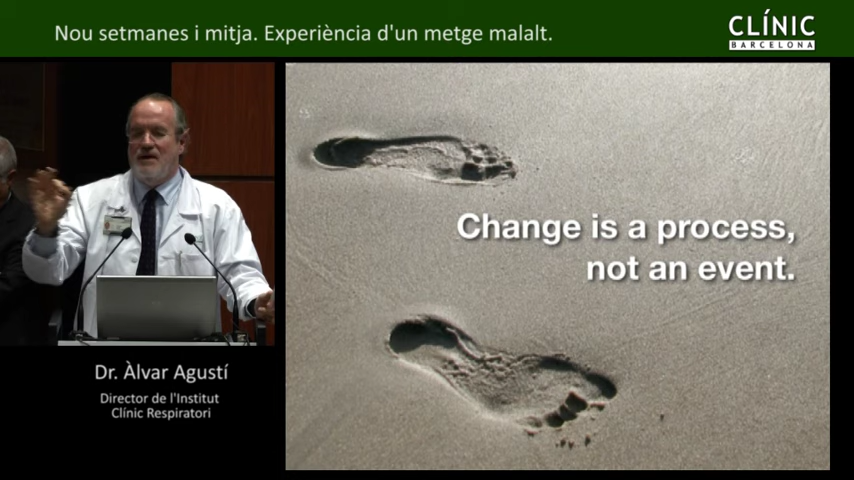 Nou setmanes i mitja. Experiència d'un metge malalt.
CLÍNIC
BARCELONA
Change is a process,
not an event.
Dr. Àlvar Agustí
Director de l'Institut
Clínic Respiratori